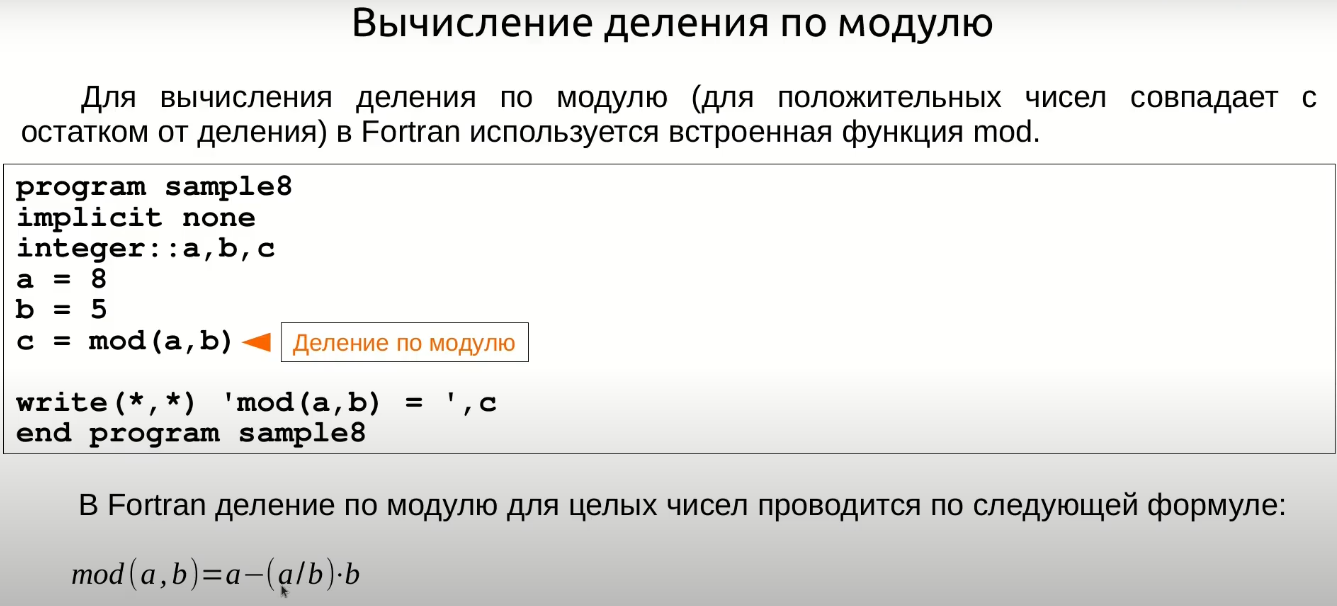 Вычисление деления по модулю
Для вычисления деления по модулю (для положительных чисел совпадает с
остатком от деления) в Fortran используется встроенная функция mod.
program sample8
implicit none
integer::a,b,c
a = 8
b = 5
c = mod(a,b)
Деление по модулю
write(*,*) 'mod(a,b) = ',c
end program sample8
В Fortran деление по модулю для целых чисел проводится по следующей формуле:
mod(a,b)=a−(a/b)·b